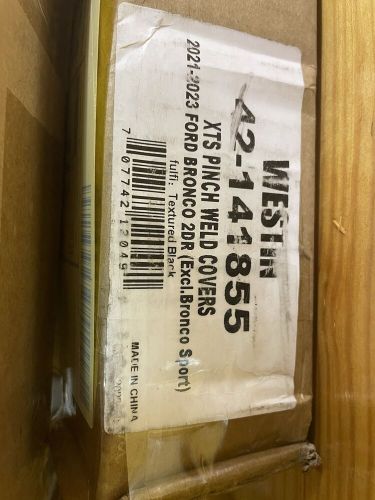 WESTIN
42-141855
XTS PINCH WELD COVERS
2021-2023 FORD BRONCO 2DR (Excl.Bronco Sport)
fulfi: Textured Black
7 07742 12049
MADE IN CHINA